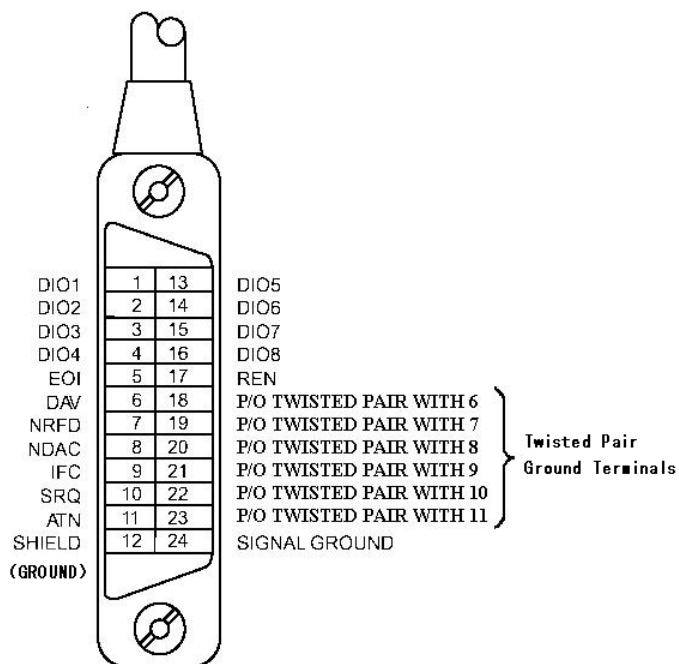 DIO1 1 13 DIO5
DIO2 2 14 DIO6
DIO3 3 15 DIO7
DIO4 4 16 DIO8
EOI 5 17 REN
DAV 6 18 P/O TWISTED PAIR WITH 6
NRFD 7 19 P/O TWISTED PAIR WITH 7
NDAC 8 20 P/O TWISTED PAIR WITH 8
IFC 9 21 P/O TWISTED PAIR WITH 9
SRQ 10 22 P/O TWISTED PAIR WITH 10
ATN 11 23 P/O TWISTED PAIR WITH 11
SHIELD 12 24 SIGNAL GROUND
(GROUND)
Twisted Pair
Ground Terminals